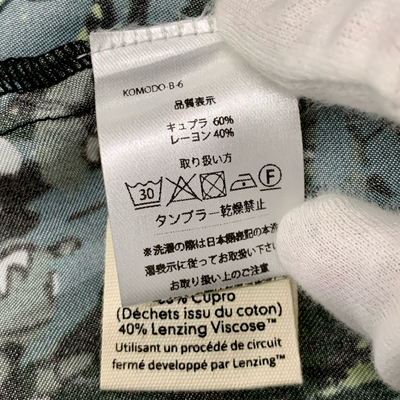 KOMODO-B-6
品質表示
キュプラ 60%
レーヨン 40%
取り扱い方
30 F
タンブラー乾燥禁止
※洗濯の際は日本語表記の本洗
濯表示に従ってお取扱い下さい
お取り扱い上のご注意
Cupro
(Déchets issu du coton)
40% Lenzing Viscose™
Utilisant un procédé de circuit
fermé developpé par Lenzing™